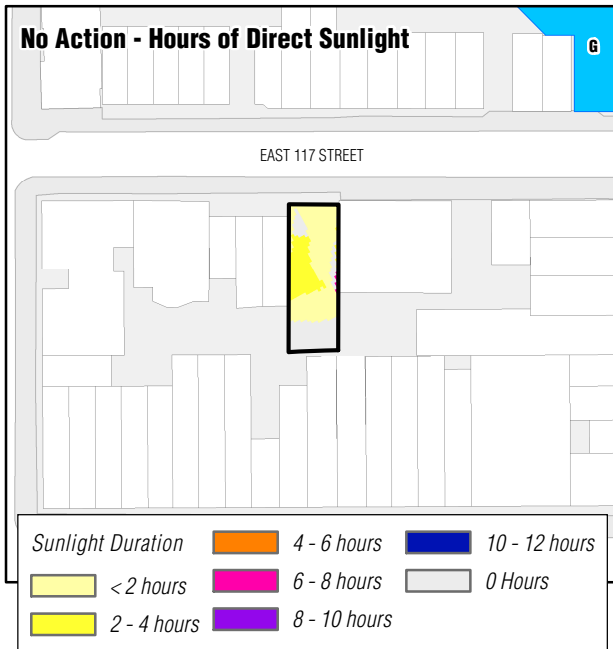 No Action - Hours of Direct Sunlight
G
EAST 117 STREET
Sunlight Duration
< 2 hours
2 - 4 hours
4 - 6 hours
6 - 8 hours
8 - 10 hours
10 - 12 hours
0 Hours